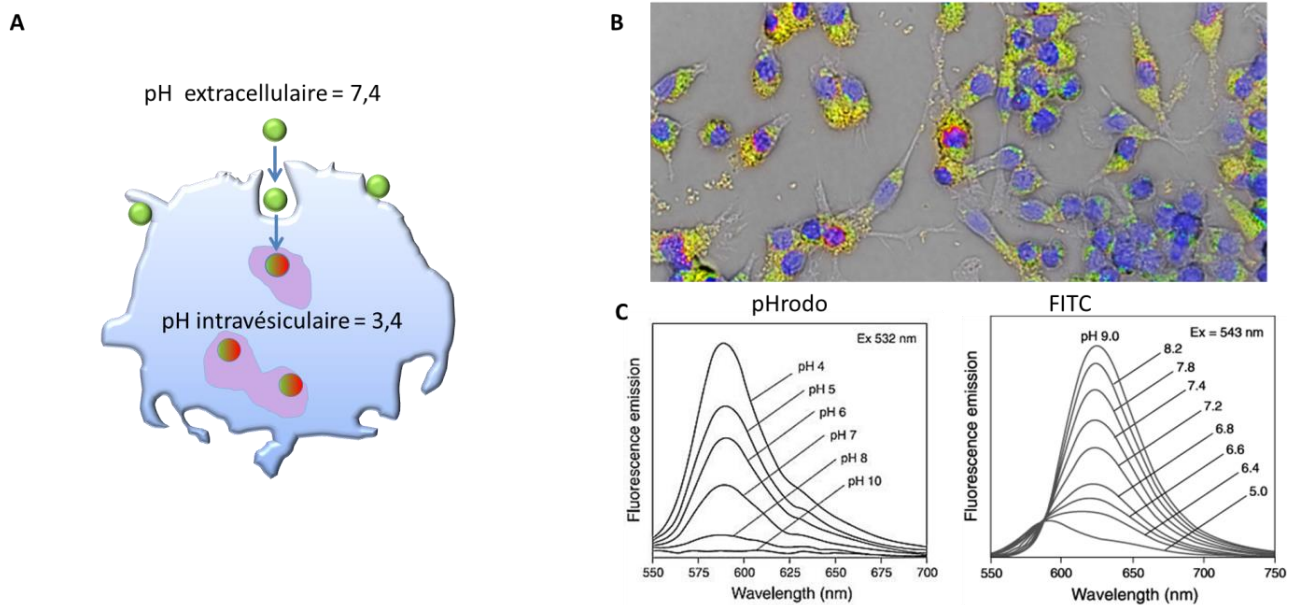 A
pH extracellulaire = 7,4
pH intravésiculaire = 3,4
B
C
pHrodo
Ex 532 nm
pH 4
pH 5
pH 6
pH 7
pH 8
pH 10
Fluorescence emission
550 575 600 625 650 675 700
Wavelength (nm)
FITC
pH 9.0
Ex = 543 nm
8.2
7.8
7.4
7.2
6.8
6.6
6.4
5.0
Fluorescence emission
550 600 650 700 750
Wavelength (nm)